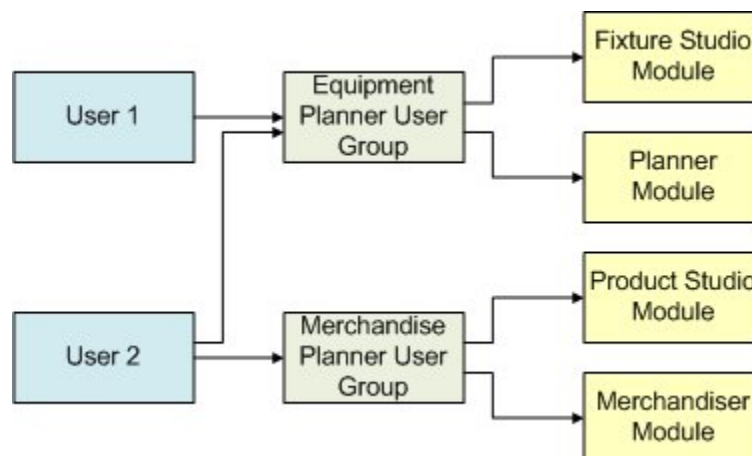 User 1
Equipment
Planner User
Group
Fixture Studio
Module
Planner
Module
User 2
Merchandise
Planner User
Group
Product Studio
Module
Merchandiser
Module